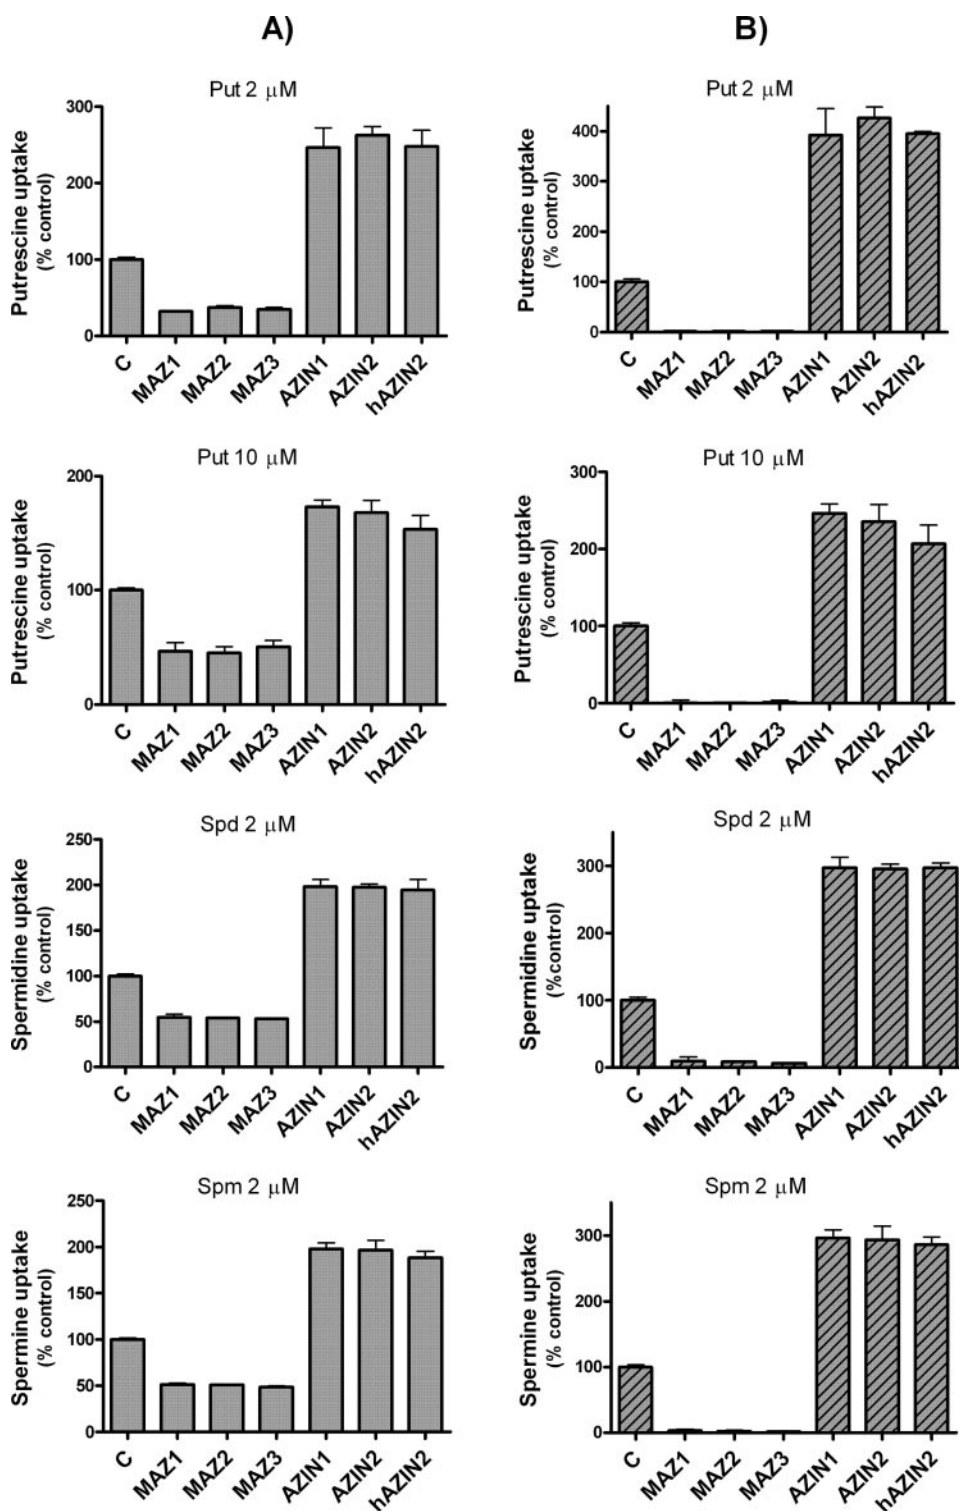 A)
B)
Put 2 μM
Putrescine uptake
(% control)
300
200
100
0
C
MAZ1
MAZ2
MAZ3
AZIN1
AZIN2
hAZIN2
Put 2 μM
Putrescine uptake
(% control)
400
300
200
100
0
C
MAZ1
MAZ2
MAZ3
AZIN1
AZIN2
hAZIN2
Put 10 μM
Putrescine uptake
(% control)
200
100
0
C
MAZ1
MAZ2
MAZ3
AZIN1
AZIN2
hAZIN2
Put 10 μM
Putrescine uptake
(% control)
300
200
100
0
C
MAZ1
MAZ2
MAZ3
AZIN1
AZIN2
hAZIN2
Spd 2 μM
Spermidine uptake
(% control)
250
200
150
100
50
0
C
MAZ1
MAZ2
MAZ3
AZIN1
AZIN2
hAZIN2
Spd 2 μM
Spermidine uptake
(%control)
300
200
100
0
C
MAZ1
MAZ2
MAZ3
AZIN1
AZIN2
hAZIN2
Spm 2 μM
Spermine uptake
(% control)
250
200
150
100
50
0
C
MAZ1
MAZ2
MAZ3
AZIN1
AZIN2
hAZIN2
Spm 2 μM
Spermine uptake
(% control)
300
200
100
0
C
MAZ1
MAZ2
MAZ3
AZIN1
AZIN2
hAZIN2